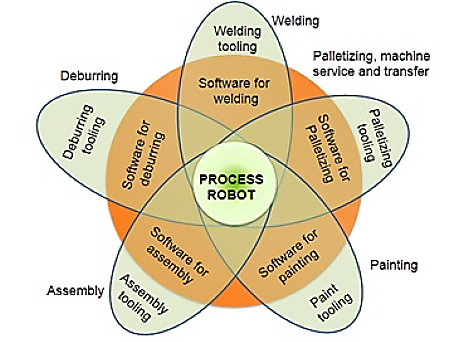 Welding
Welding
tooling
Software for
welding
Palletizing, machine
service and transfer
Palletizing
tooling
Software for
Palletizing
Deburring
Deburring
tooling
Software for
deburring
PROCESS
ROBOT
Software for
assembly
Assembly
tooling
Assembly
Software for
painting
Paint
tooling
Painting